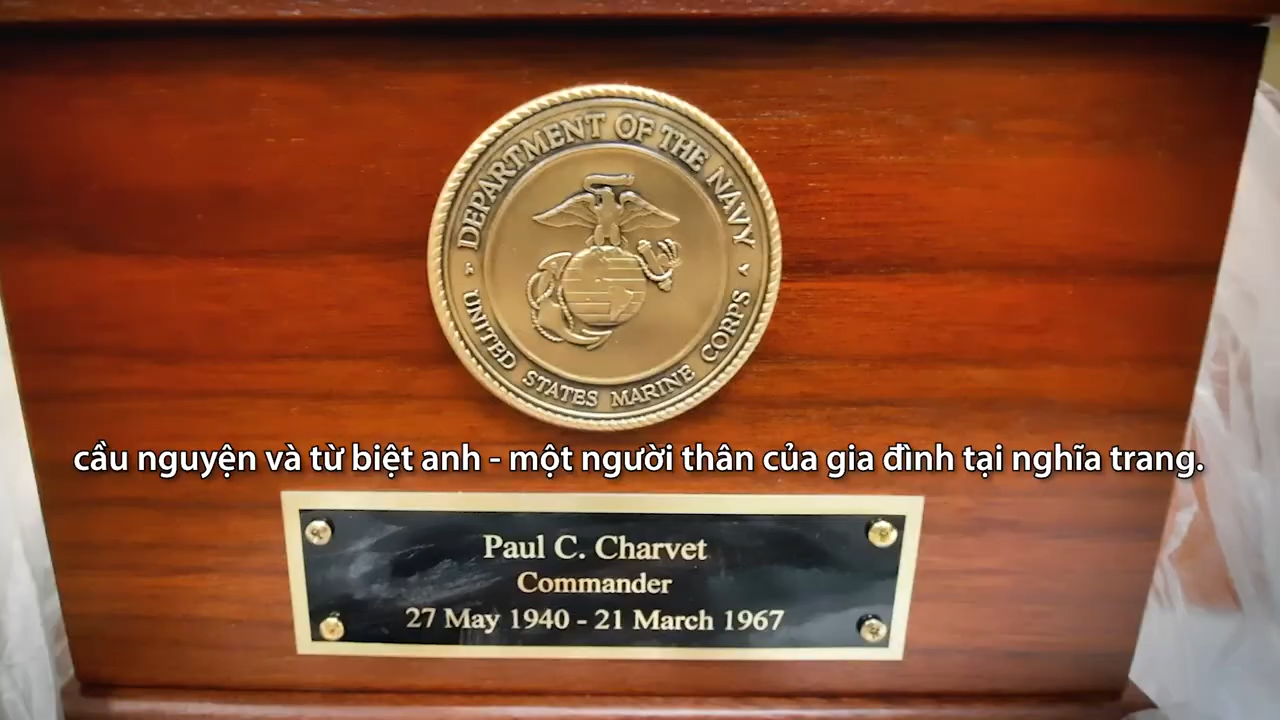 DEPARTMENT OF THE NAVY
UNITED STATES MARINE CORPS
cầu nguyện và từ biệt anh - một người thân của gia đình tại nghĩa trang.
Paul C. Charvet
Commander
27 May 1940 - 21 March 1967